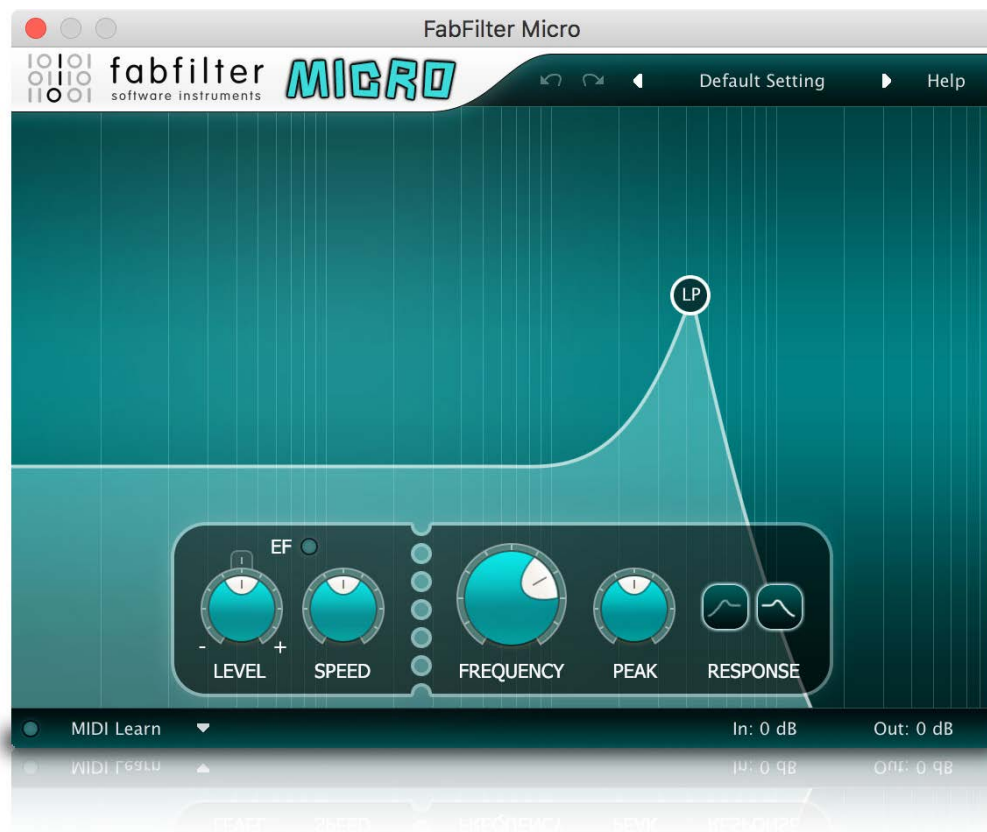 FabFilter Micro
fabfilter MICRO
software instruments
Default Setting
Help
LP
EF
- +
LEVEL SPEED FREQUENCY PEAK RESPONSE
MIDI Learn
In: 0 dB Out: 0 dB